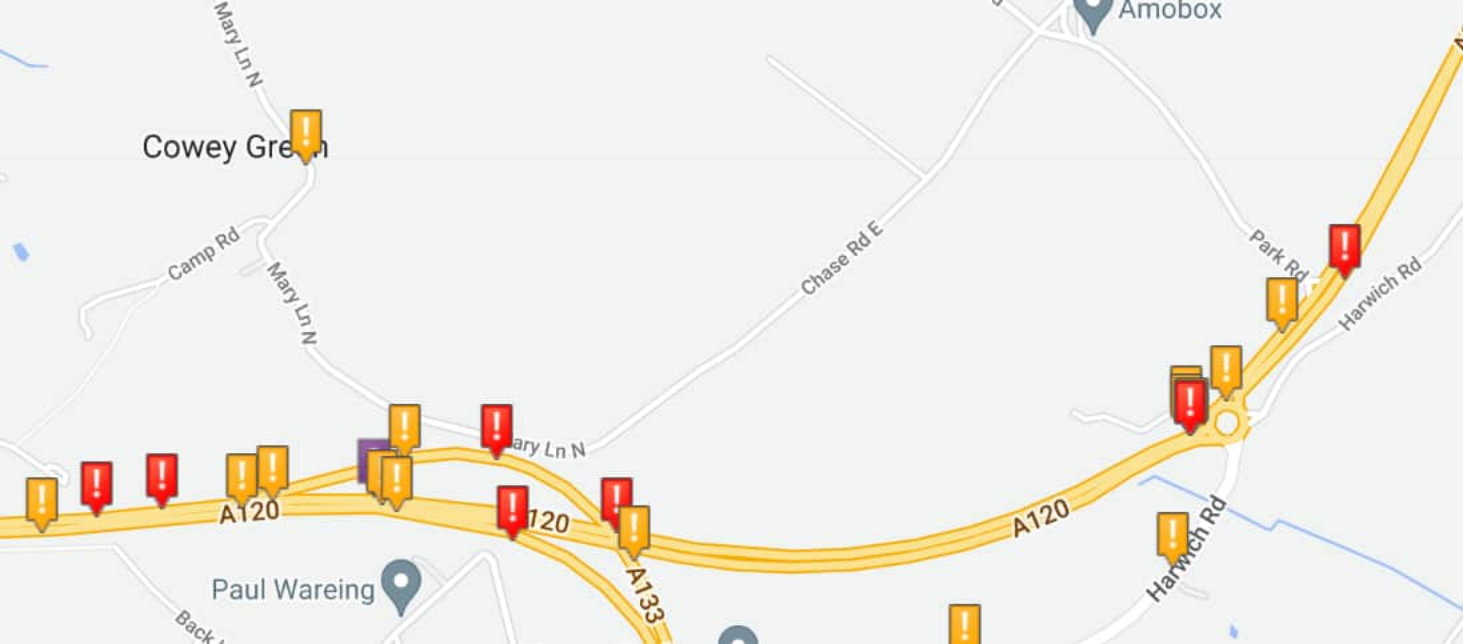 Amobox
Mary Ln N
Cowey Green
Camp Rd
Chase Rd E
Park Rd
Harwich Rd
Mary Ln N
Mary Ln N
A120
A120
A120
Harwich Rd
Paul Wareing
A133
Back